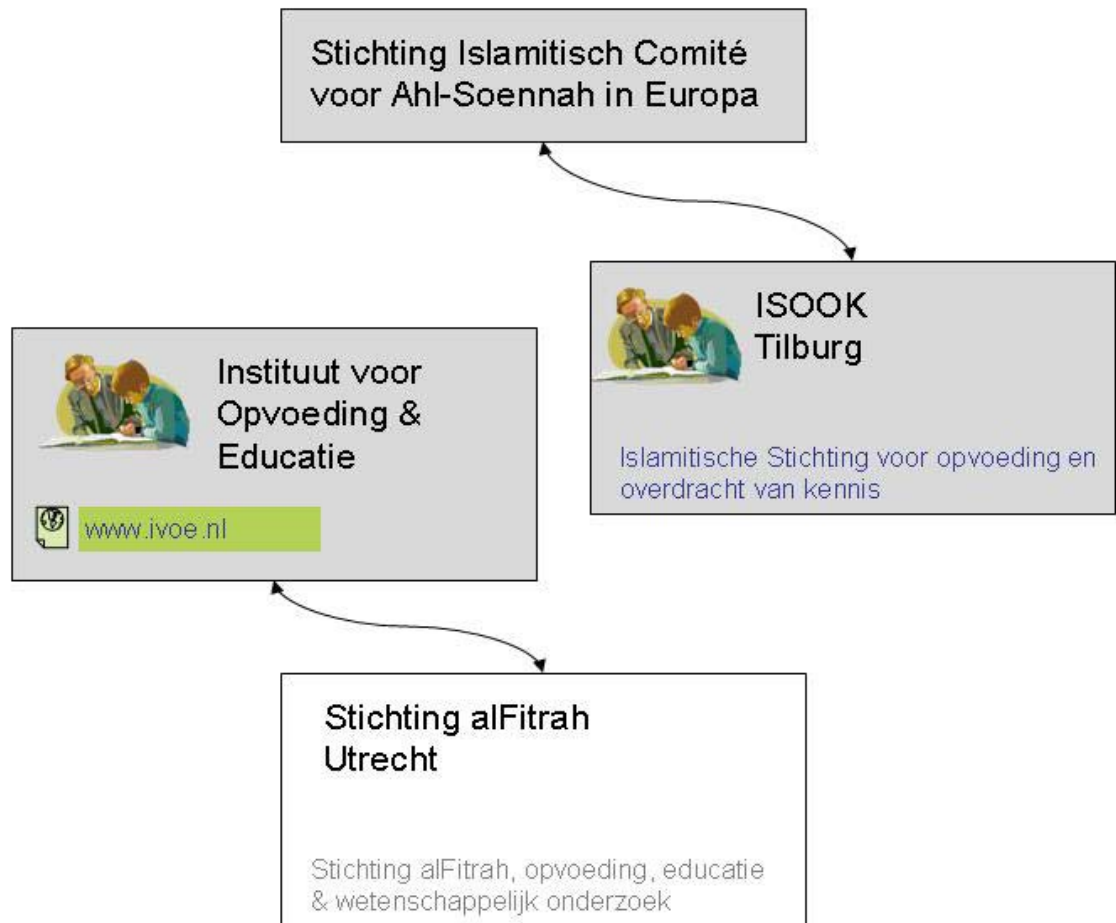 Stichting Islamitisch Comité
voor Ahl-Soennah in Europa
ISOOK
Tilburg
Islamitische Stichting voor opvoeding en
overdracht van kennis
Instituut voor
Opvoeding &
Educatie
www.ivoe.nl
Stichting alFitrah
Utrecht
Stichting alFitrah, opvoeding, educatie
& wetenschappelijk onderzoek